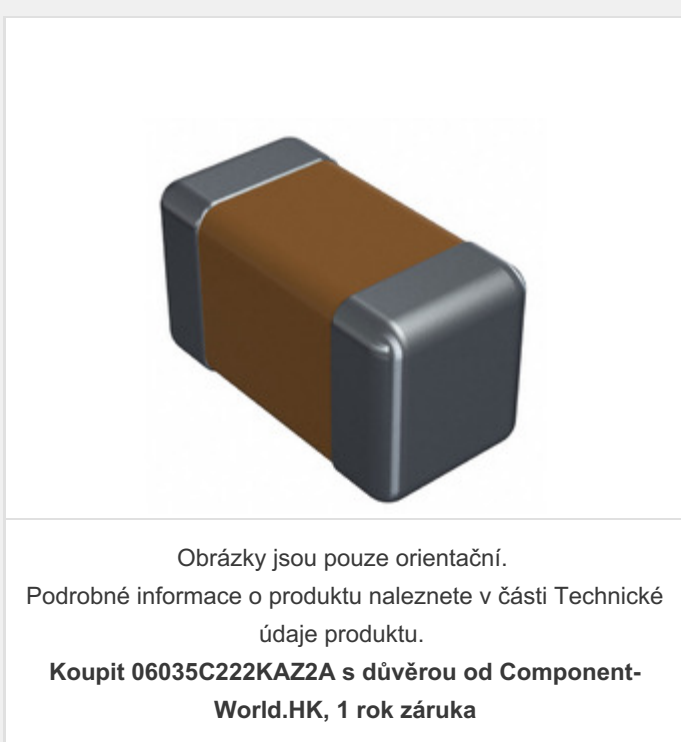 Obrázky jsou pouze orientační.
Podrobné informace o produktu naleznete v části Technické
údaje produktu.
Koupit 06035C222KAZ2A s důvěrou od Component-
World.HK, 1 rok záruka